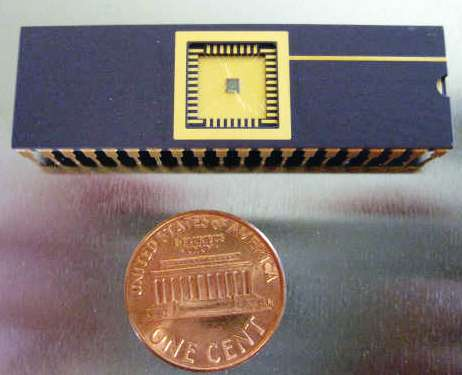 UNITED STATES OF AMERICA
ONE CENT